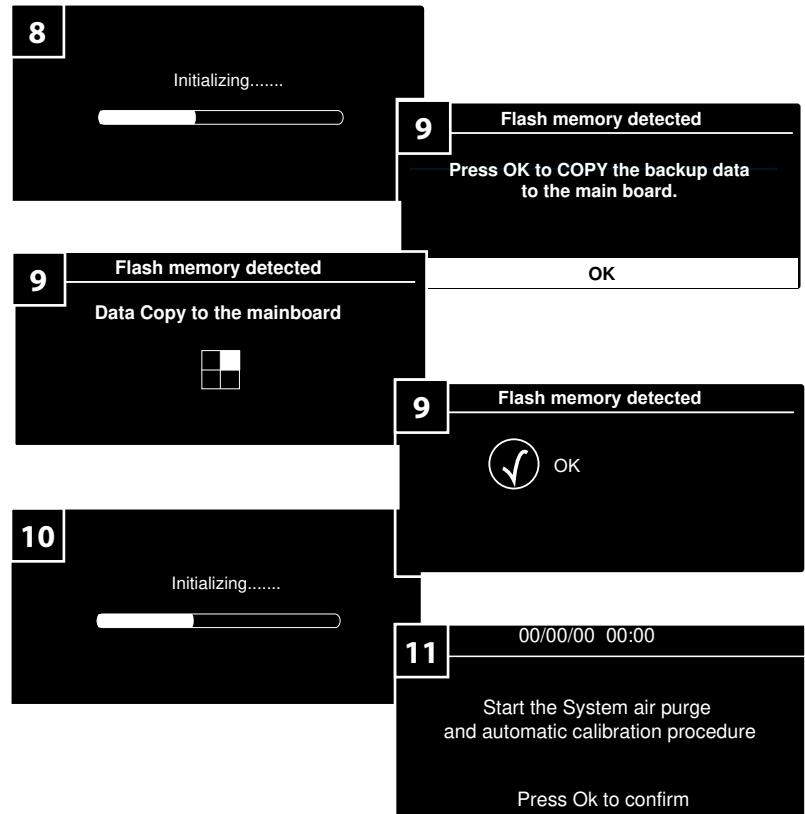 8
Initializing.......
9
Flash memory detected
Press OK to COPY the backup data
to the main board.
OK
9
Flash memory detected
Data Copy to the mainboard
9
Flash memory detected
√ OK
10
Initializing.......
11
00/00/00 00:00
Start the System air purge
and automatic calibration procedure
Press Ok to confirm